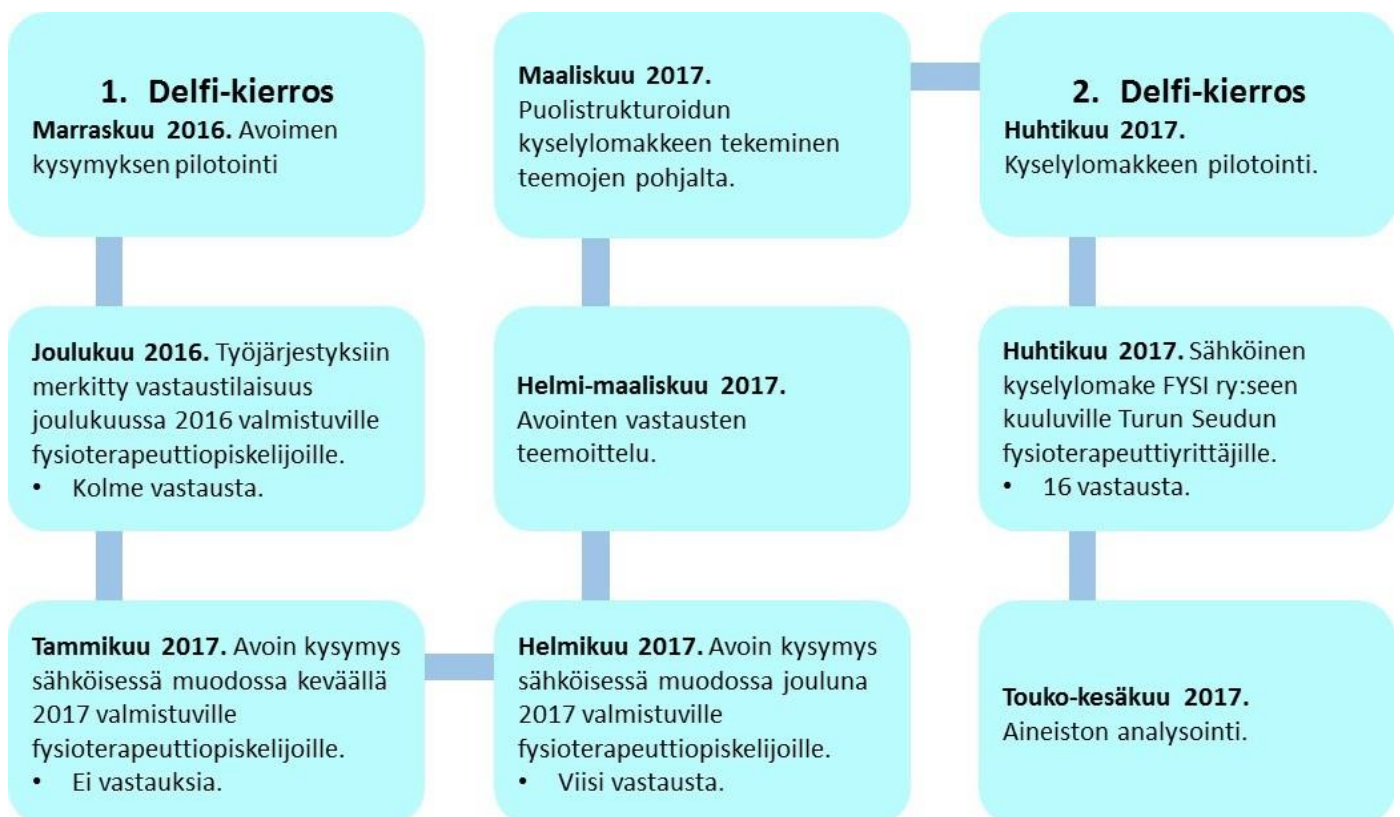 1. Delfi-kierros
Marraskuu 2016. Avoimen
kysymyksen pilotointi
Joulukuu 2016. Työjärjestyksiin
merkitty vastaustilaisuus
joulukuussa 2016 valmistuville
fysioterapeuttiopiskelijoille.
• Kolme vastausta.
Tammikuu 2017. Avoin kysymys
sähköisessä muodossa keväällä
2017 valmistuville
fysioterapeuttiopiskelijoille.
• Ei vastauksia.
Helmikuu 2017. Avoin kysymys
sähköisessä muodossa jouluna
2017 valmistuville
fysioterapeuttiopiskelijoille.
• Viisi vastausta.
Helmi-maaliskuu 2017.
Avointen vastausten
teemoittelu.
Maaliskuu 2017.
Puolistrukturoidun
kyselylomakkeen tekeminen
teemojen pohjalta.
2. Delfi-kierros
Huhtikuu 2017.
Kyselylomakkeen pilotointi.
Huhtikuu 2017. Sähköinen
kyselylomake FYSI ry:seen
kuuluville Turun Seudun
fysioterapeuttiyrittäjille.
• 16 vastausta.
Touko-kesäkuu 2017.
Aineiston analysointi.